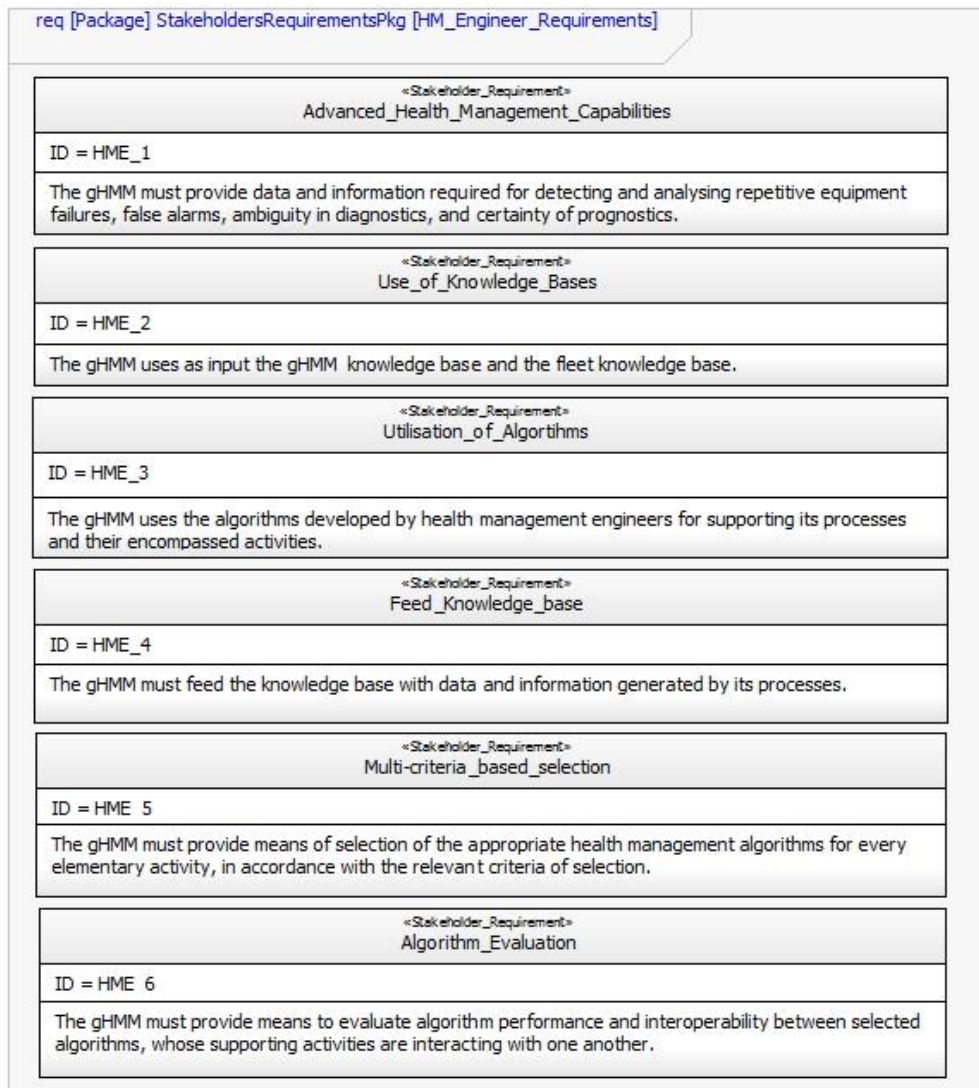 req [Package] StakeholdersRequirementsPkg [HM_Engineer_Requirements]
«Stakeholder_Requirement»
Advanced_Health_Management_Capabilities
ID = HME_1
The gHMM must provide data and information required for detecting and analysing repetitive equipment
failures, false alarms, ambiguity in diagnostics, and certainty of prognostics.
«Stakeholder_Requirement»
Use_of_Knowledge_Bases
ID = HME_2
The gHMM uses as input the gHMM knowledge base and the fleet knowledge base.
«Stakeholder_Requirement»
Utilisation_of_Algortihms
ID = HME_3
The gHMM uses the algorithms developed by health management engineers for supporting its processes
and their encompassed activities.
«Stakeholder_Requirement»
Feed_Knowledge_base
ID = HME_4
The gHMM must feed the knowledge base with data and information generated by its processes.
«Stakeholder_Requirement»
Multi-criteria_based_selection
ID = HME 5
The gHMM must provide means of selection of the appropriate health management algorithms for every
elementary activity, in accordance with the relevant criteria of selection.
«Stakeholder_Requirement»
Algorithm_Evaluation
ID = HME 6
The gHMM must provide means to evaluate algorithm performance and interoperability between selected
algorithms, whose supporting activities are interacting with one another.